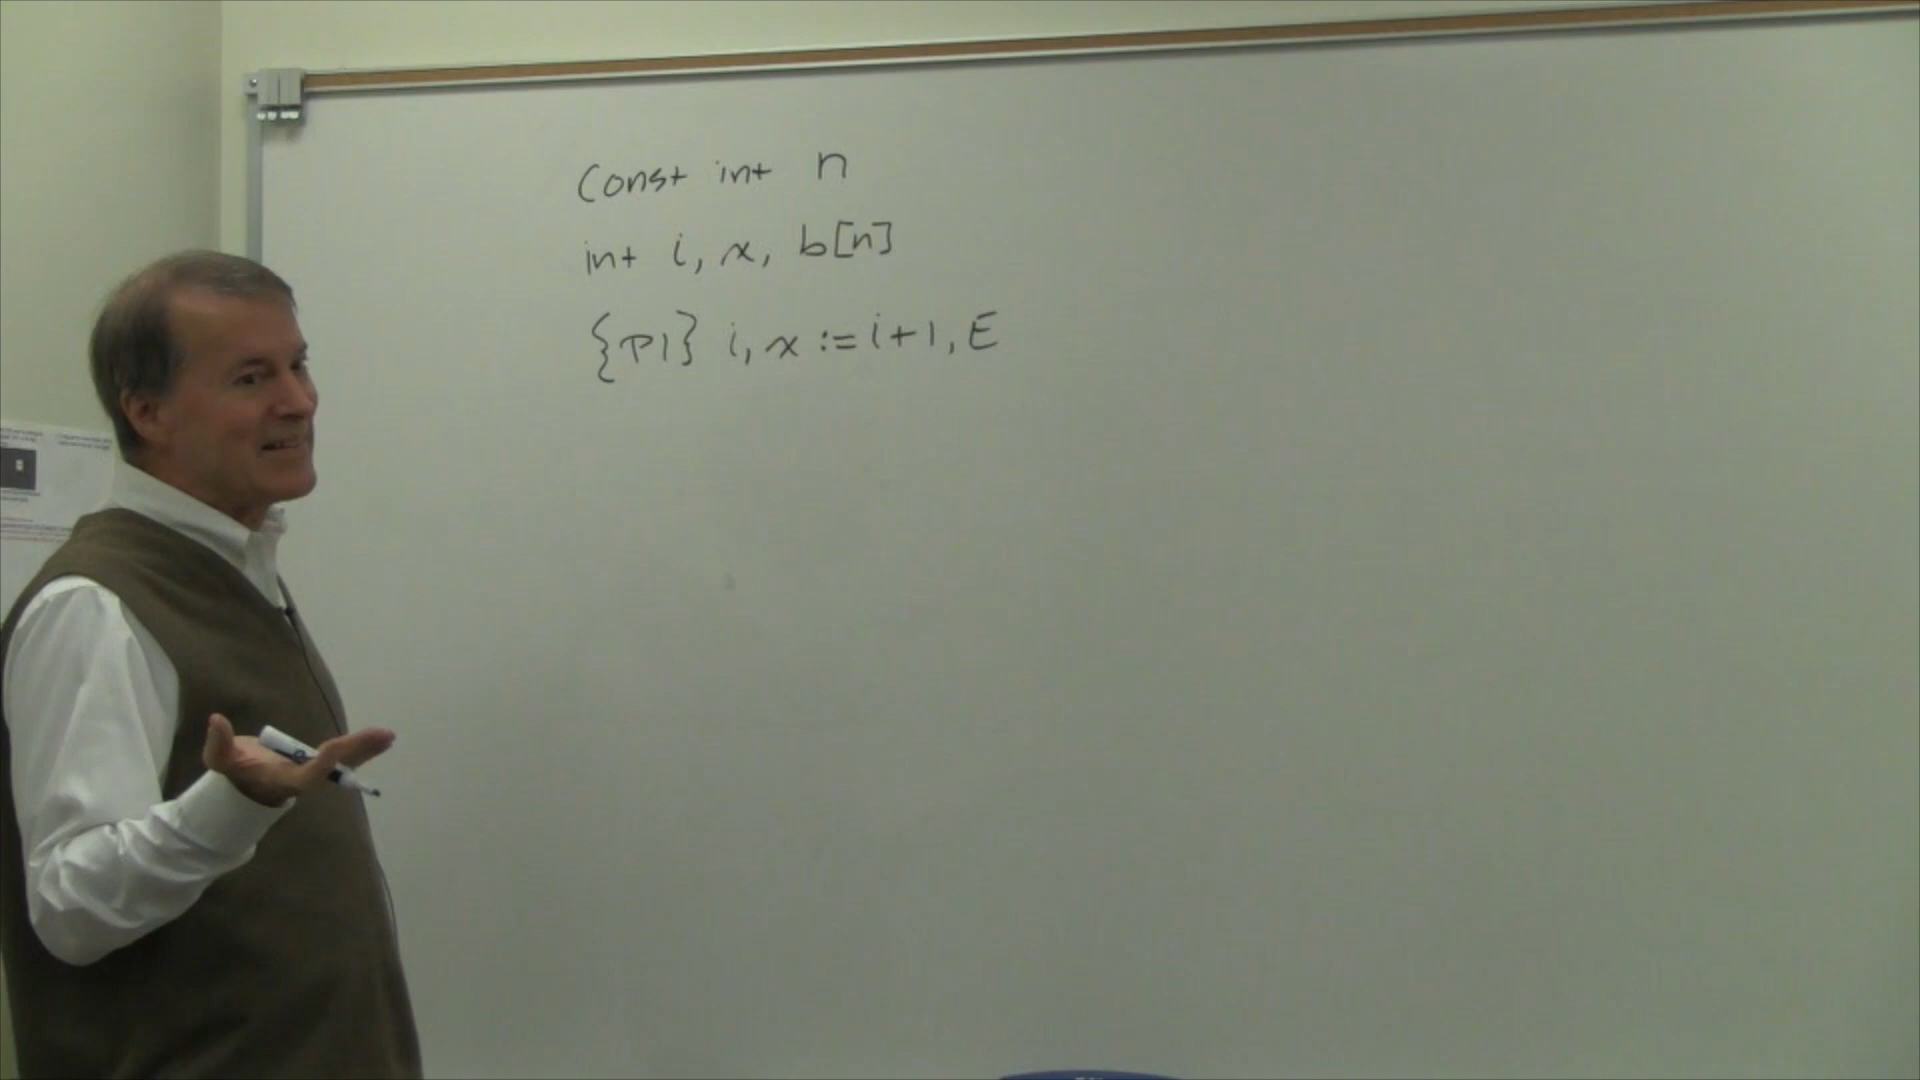 Const int n
int i, x, b[n]
{P1} i, x := i+1, E